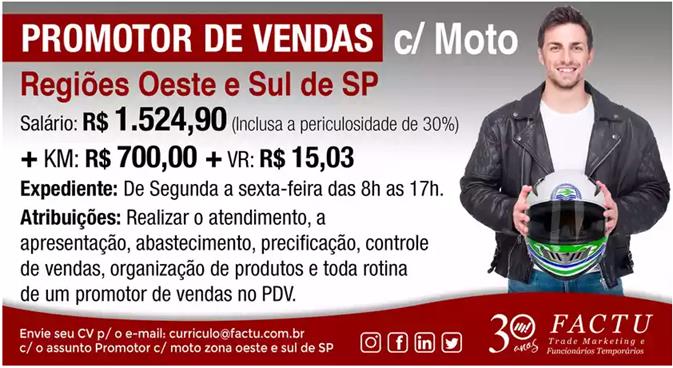 PROMOTOR DE VENDAS c/ Moto
Regiões Oeste e Sul de SP
Salário: R$ 1.524,90 (Inclusa a periculosidade de 30%)
+ KM: R$ 700,00 + VR: R$ 15,03
Expediente: De Segunda a sexta-feira das 8h as 17h.
Atribuições: Realizar o atendimento, a
apresentação, abastecimento, precificação, controle
de vendas, organização de produtos e toda rotina
de um promotor de vendas no PDV.
Envie seu CV p/ o e-mail: curriculo@factu.com.br
c/ o assunto Promotor c/ moto zona oeste e sul de SP
30 anos
FACTU
Trade Marketing e
Funcionários Temporários